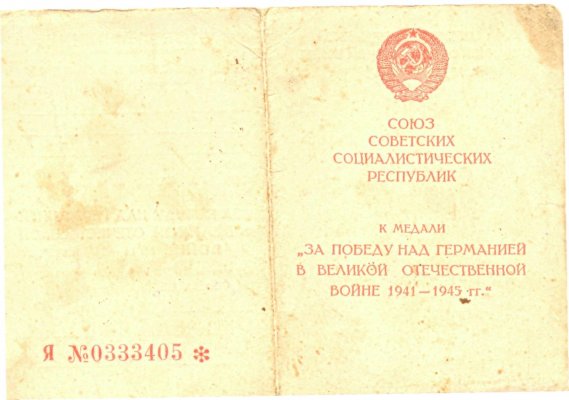 СОЮЗ
СОВЕТСКИХ
СОЦИАЛИСТИЧЕСКИХ
РЕСПУБЛИК
К МЕДАЛИ
„ЗА ПОБЕДУ НАД ГЕРМАНИЕЙ
В ВЕЛИКОЙ ОТЕЧЕСТВЕННОЙ
ВОЙНЕ 1941—1945 гг.“
Я №0333405 *